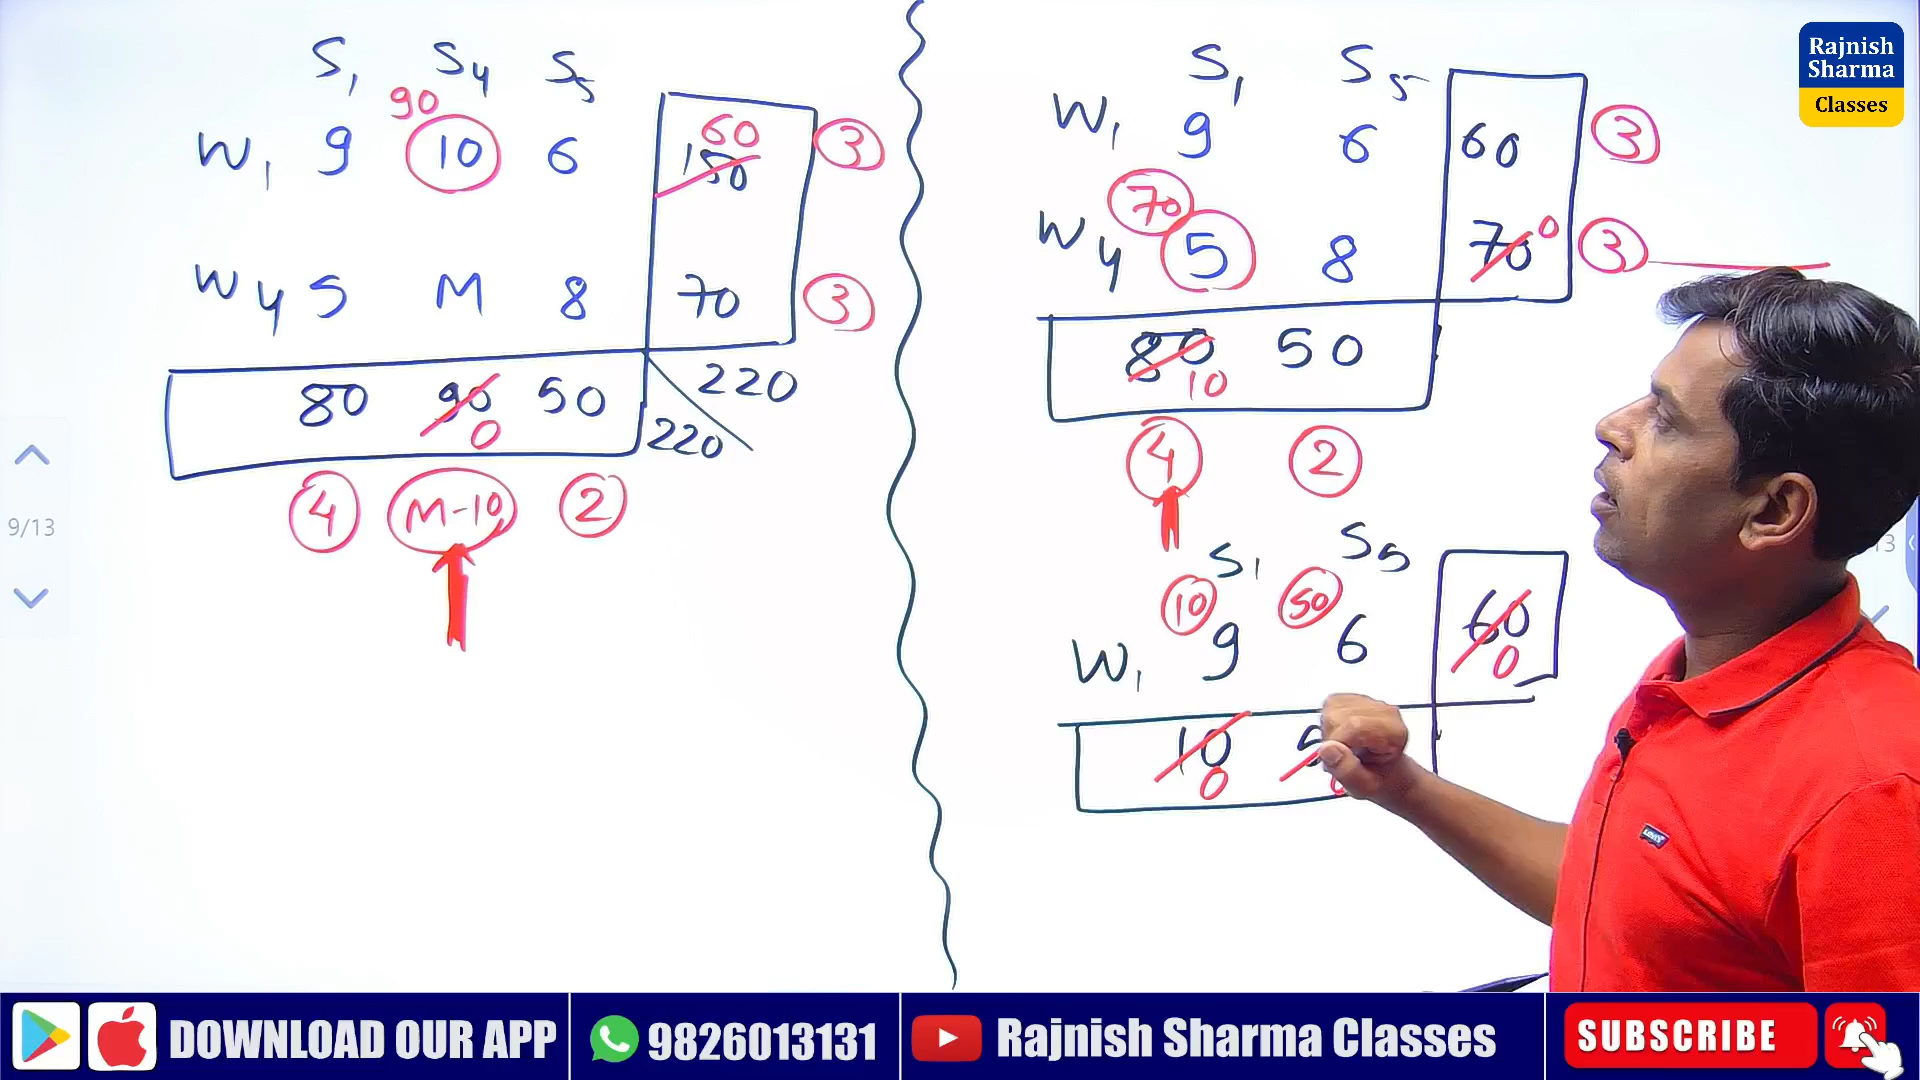 S1 S4 S5
90
W1 9 10 6 60 150 3
W4 5 M 8 70 3
80 90 50 220
0 220
4 M-10 2
S1 S5
W1 9 6 60 3
70
W4 5 8 70 0 3
80 50
10
4 2
S1 S5
10 50
W1 9 6 60
0
10 5
0 0
9/13
Rajnish
Sharma
Classes
DOWNLOAD OUR APP
9826013131
Rajnish Sharma Classes
SUBSCRIBE